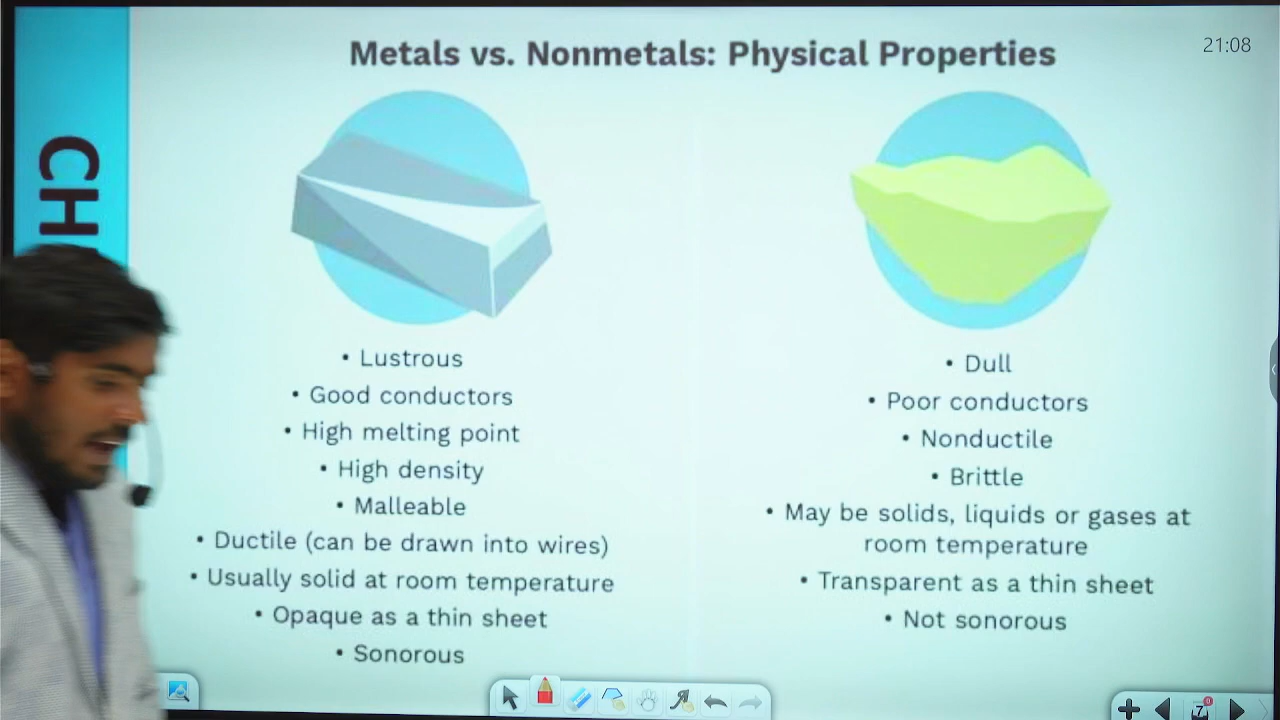 Metals vs. Nonmetals: Physical Properties
21:08
CH
• Lustrous
• Good conductors
• High melting point
• High density
• Malleable
• Ductile (can be drawn into wires)
• Usually solid at room temperature
• Opaque as a thin sheet
• Sonorous
• Dull
• Poor conductors
• Nonductile
• Brittle
• May be solids, liquids or gases at
room temperature
• Transparent as a thin sheet
• Not sonorous
7